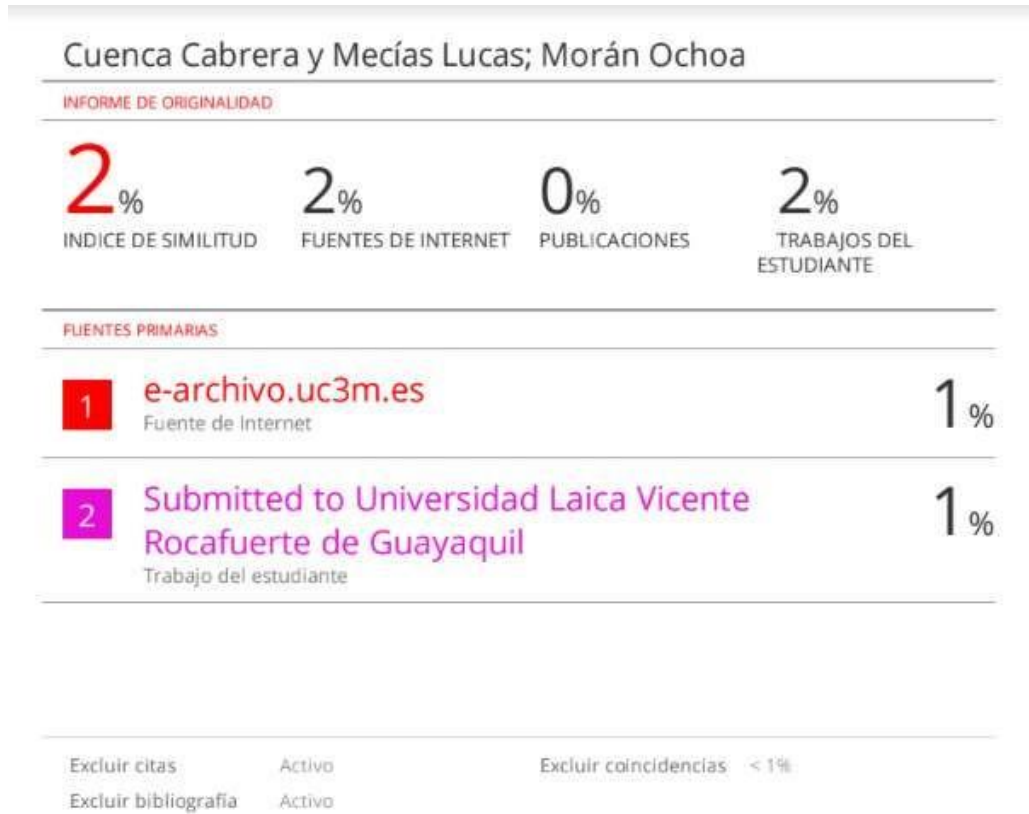 Cuenca Cabrera y Mecías Lucas; Morán Ochoa
INFORME DE ORIGINALIDAD
2% 2% 0% 2%
INDICE DE SIMILITUD FUENTES DE INTERNET PUBLICACIONES TRABAJOS DEL
ESTUDIANTE
FUENTES PRIMARIAS
1 e-archivo.uc3m.es 1%
Fuente de Internet
2 Submitted to Universidad Laica Vicente 1%
Rocafuerte de Guayaquil
Trabajo del estudiante
Excluir citas Activo Excluir coincidencias < 1%
Excluir bibliografía Activo